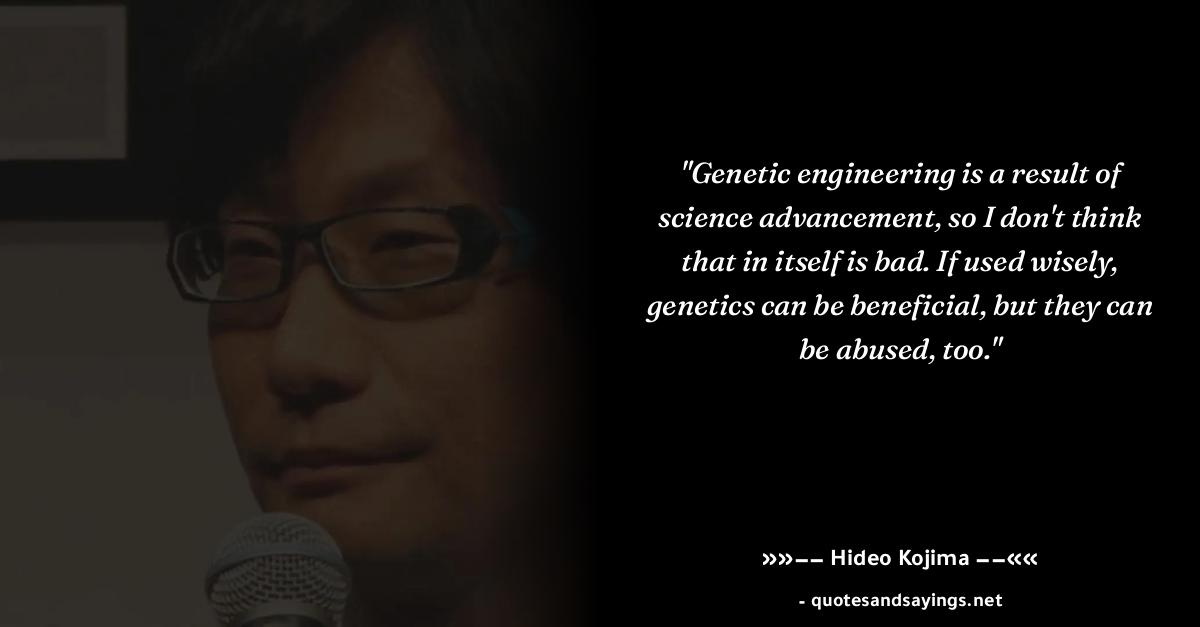 "Genetic engineering is a result of
science advancement, so I don't think
that in itself is bad. If used wisely,
genetics can be beneficial, but they can
be abused, too."
»»–– Hideo Kojima ––««
- quotesandsayings.net